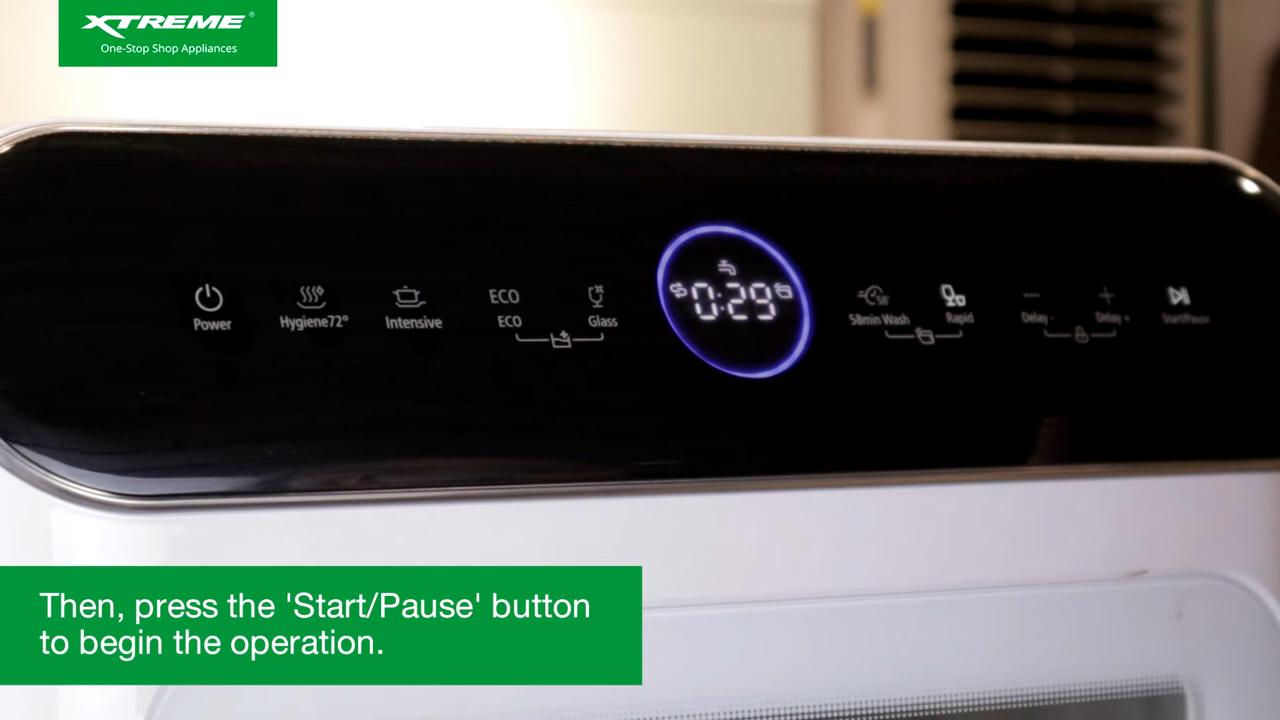 XTREME®
One-Stop Shop Appliances
ECO
0:29
58'
Power
Hygiene72°
Intensive
ECO
Glass
58min Wash
Rapid
Delay -
Delay +
Start/Pause
Then, press the 'Start/Pause' button
to begin the operation.